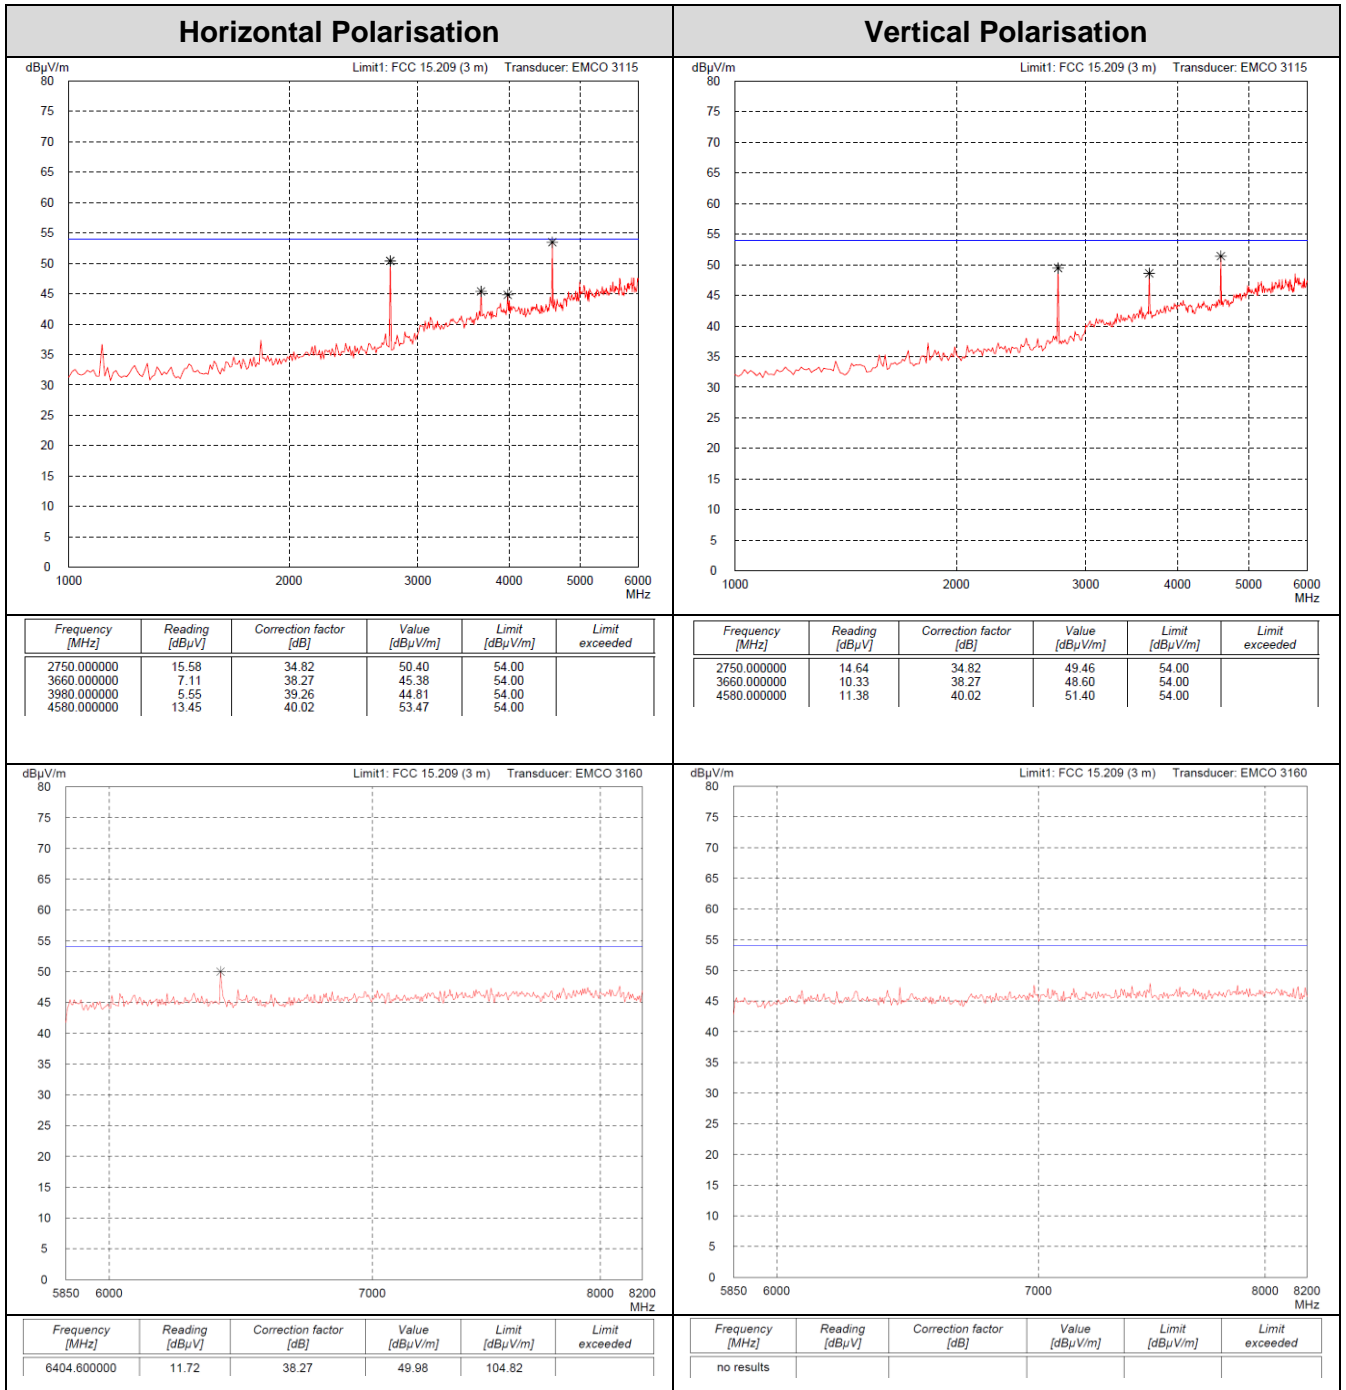 Horizontal Polarisation
Vertical Polarisation
dBµV/m Limit1: FCC 15.209 (3 m) Transducer: EMCO 3115
80
75
70
65
60
55
50
45
40
35
30
25
20
15
10
5
0
1000 2000 3000 4000 5000 6000
MHz
Frequency [MHz] Reading [dBµV] Correction factor [dB] Value [dBµV/m] Limit [dBµV/m] Limit exceeded
2750.000000 15.58 34.82 50.40 54.00
3660.000000 7.11 38.27 45.38 54.00
3980.000000 5.55 39.26 44.81 54.00
4580.000000 13.45 40.02 53.47 54.00
dBµV/m Limit1: FCC 15.209 (3 m) Transducer: EMCO 3115
80
75
70
65
60
55
50
45
40
35
30
25
20
15
10
5
0
1000 2000 3000 4000 5000 6000
MHz
Frequency [MHz] Reading [dBµV] Correction factor [dB] Value [dBµV/m] Limit [dBµV/m] Limit exceeded
2750.000000 14.64 34.82 49.46 54.00
3660.000000 10.33 38.27 48.60 54.00
4580.000000 11.38 40.02 51.40 54.00
dBµV/m Limit1: FCC 15.209 (3 m) Transducer: EMCO 3160
80
75
70
65
60
55
50
45
40
35
30
25
20
15
10
5
0
5850 6000 7000 8000 8200
MHz
Frequency [MHz] Reading [dBµV] Correction factor [dB] Value [dBµV/m] Limit [dBµV/m] Limit exceeded
6404.600000 11.72 38.27 49.98 104.82
dBµV/m Limit1: FCC 15.209 (3 m) Transducer: EMCO 3160
80
75
70
65
60
55
50
45
40
35
30
25
20
15
10
5
0
5850 6000 7000 8000 8200
MHz
Frequency [MHz] Reading [dBµV] Correction factor [dB] Value [dBµV/m] Limit [dBµV/m] Limit exceeded
no results